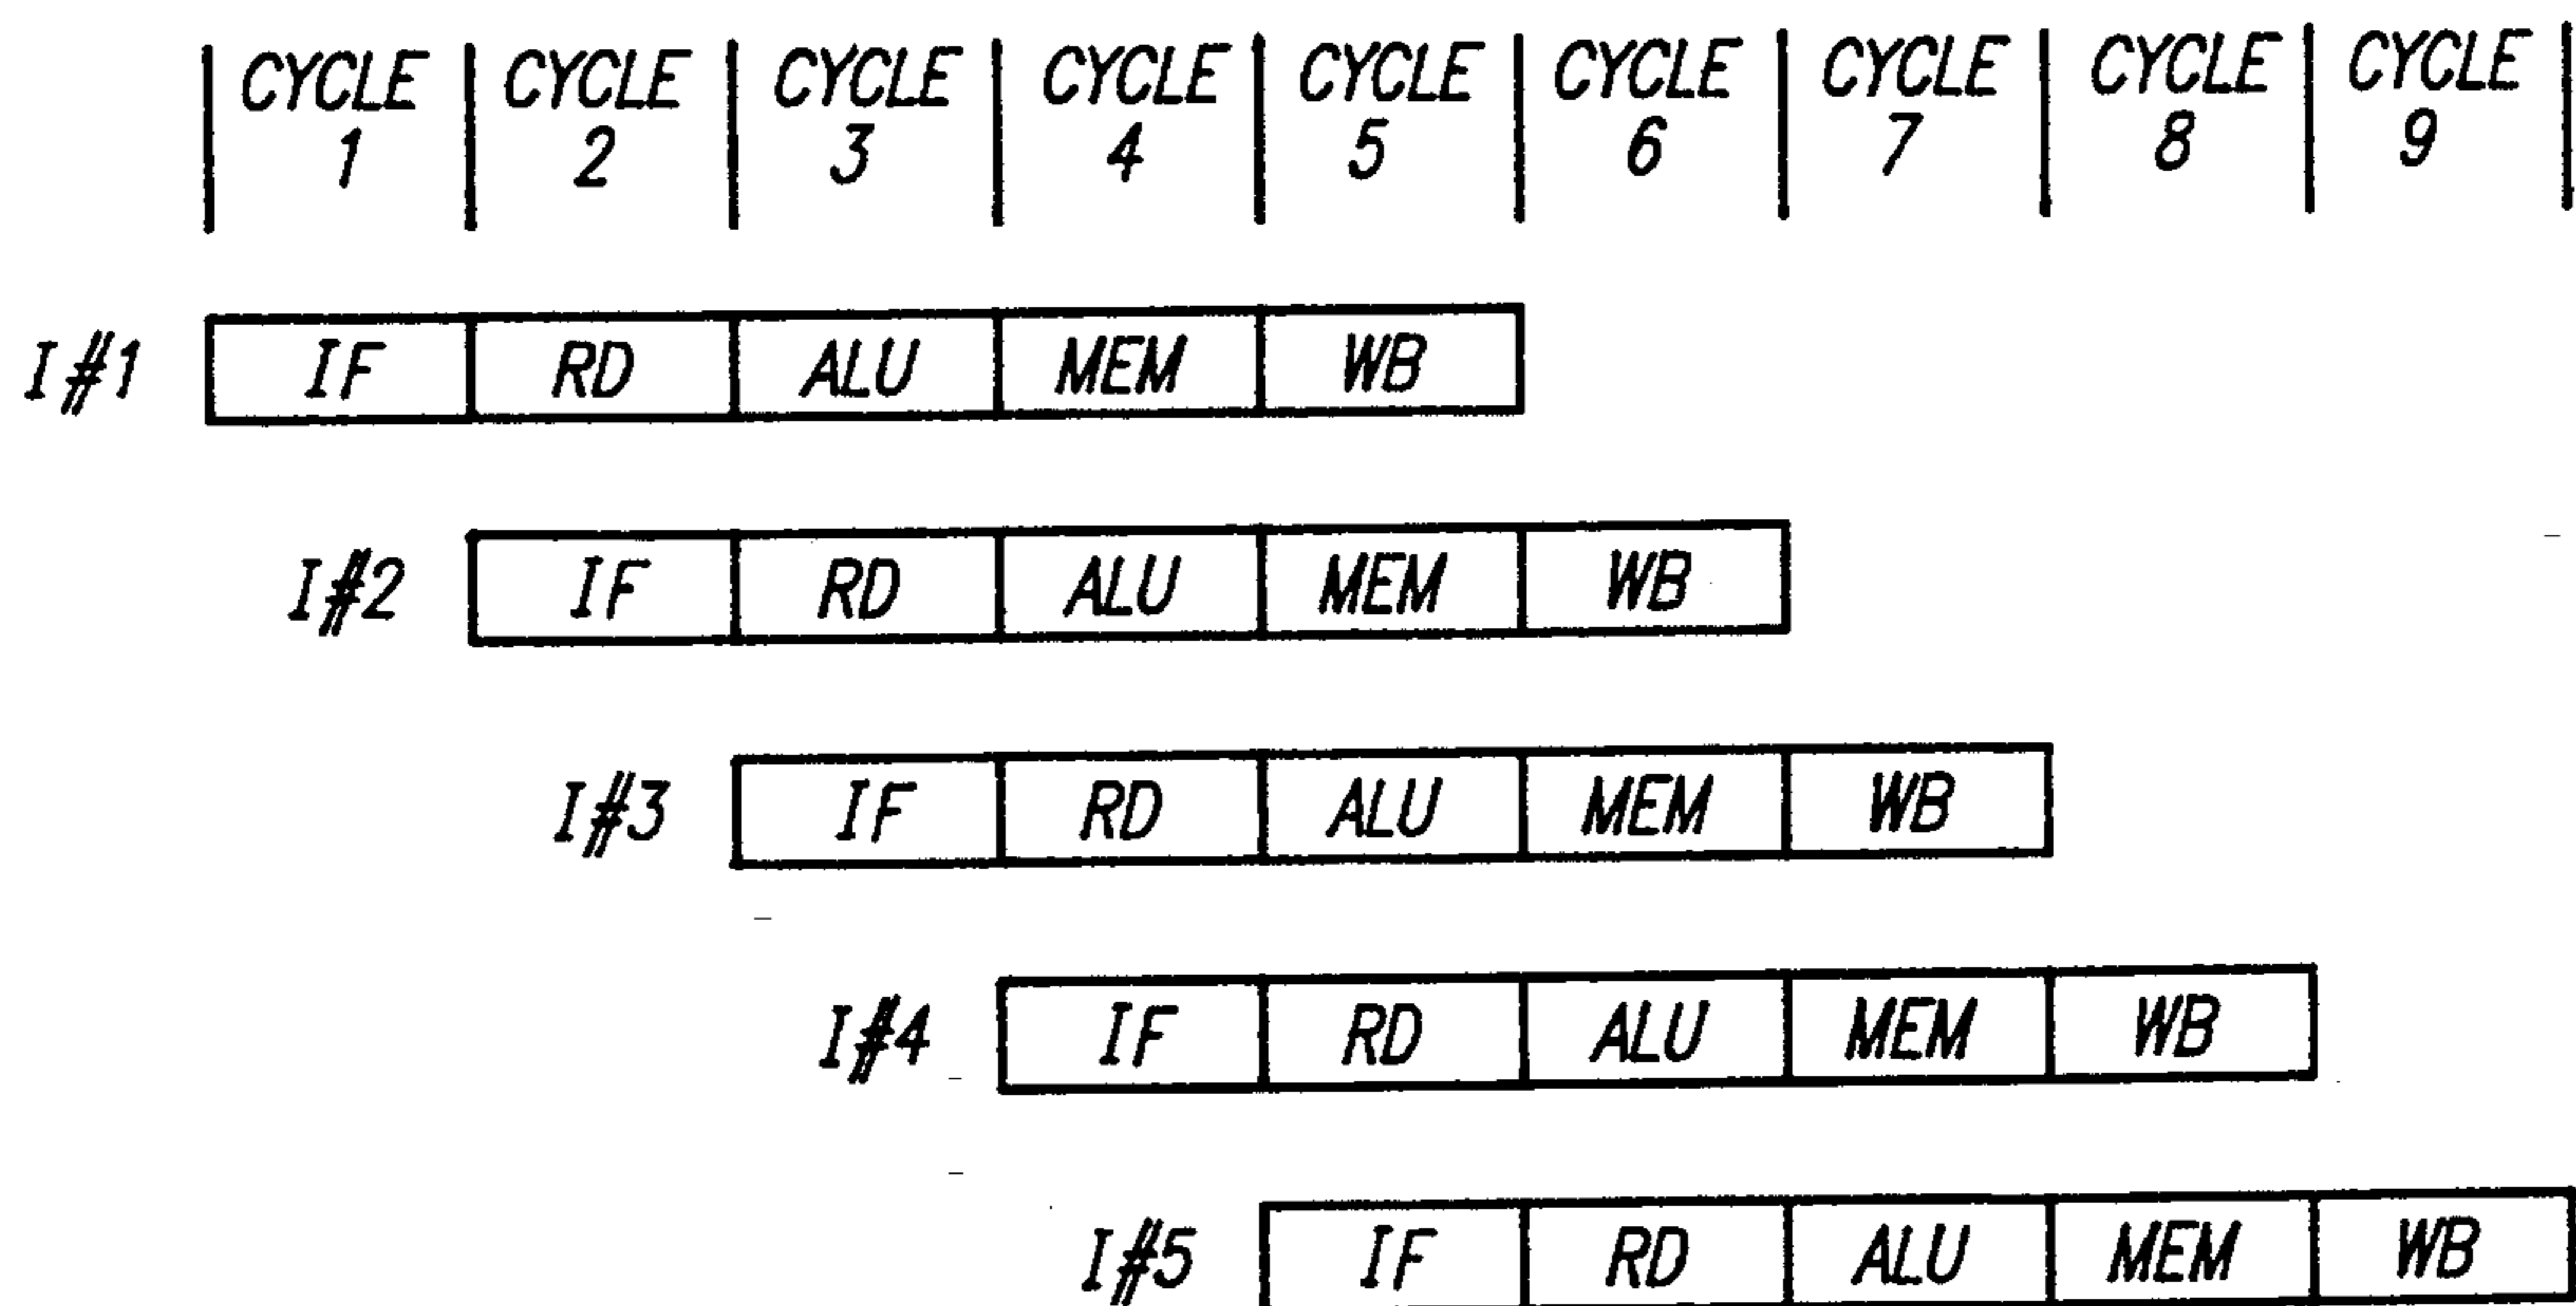 CYCLE CYCLE CYCLE CYCLE CYCLE CYCLE CYCLE CYCLE CYCLE
1 2 3 4 5 6 7 8 9
I#1 IF RD ALU MEM WB
I#2 IF RD ALU MEM WB
I#3 IF RD ALU MEM WB
I#4 IF RD ALU MEM WB
I#5 IF RD ALU MEM WB